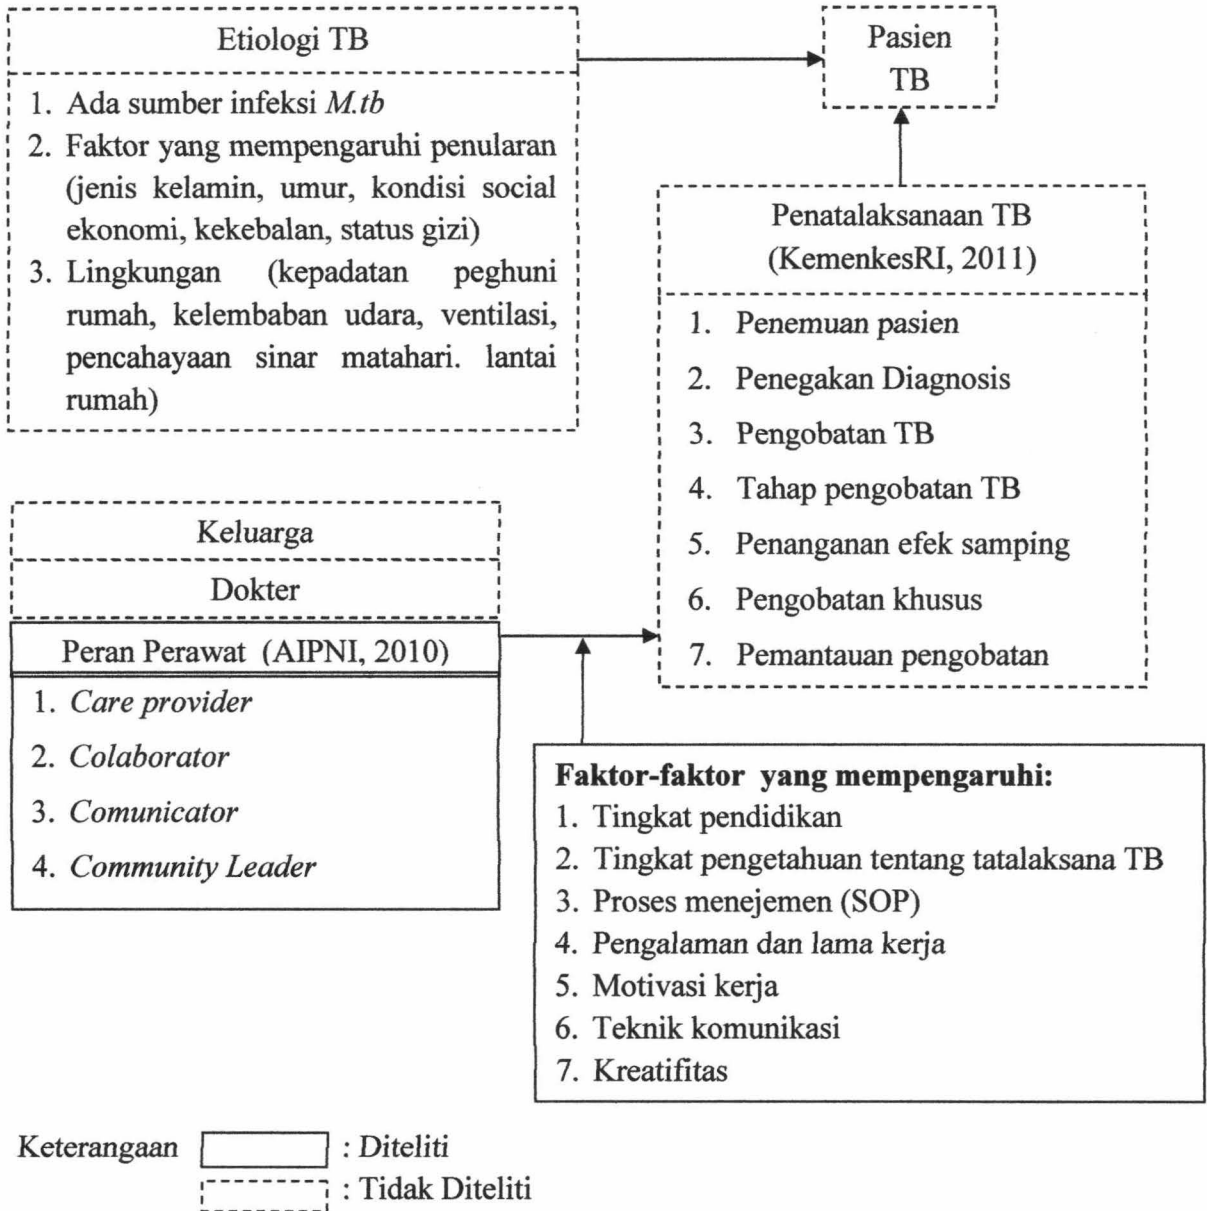 Etiologi TB
1. Ada sumber infeksi M.tb
2. Faktor yang mempengaruhi penularan
(jenis kelamin, umur, kondisi social
ekonomi, kekebalan, status gizi)
3. Lingkungan (kepadatan peghuni
rumah, kelembaban udara, ventilasi,
pencahayaan sinar matahari. lantai
rumah)
Pasien
TB
Penatalaksanaan TB
(KemenkesRI, 2011)
1. Penemuan pasien
2. Penegakan Diagnosis
3. Pengobatan TB
4. Tahap pengobatan TB
5. Penanganan efek samping
6. Pengobatan khusus
7. Pemantauan pengobatan
Keluarga
Dokter
Peran Perawat (AIPNI, 2010)
1. Care provider
2. Colaborator
3. Comunicator
4. Community Leader
Faktor-faktor yang mempengaruhi:
1. Tingkat pendidikan
2. Tingkat pengetahuan tentang tatalaksana TB
3. Proses menejemen (SOP)
4. Pengalaman dan lama kerja
5. Motivasi kerja
6. Teknik komunikasi
7. Kreatifitas
Keterangaan : Diteliti
: Tidak Diteliti